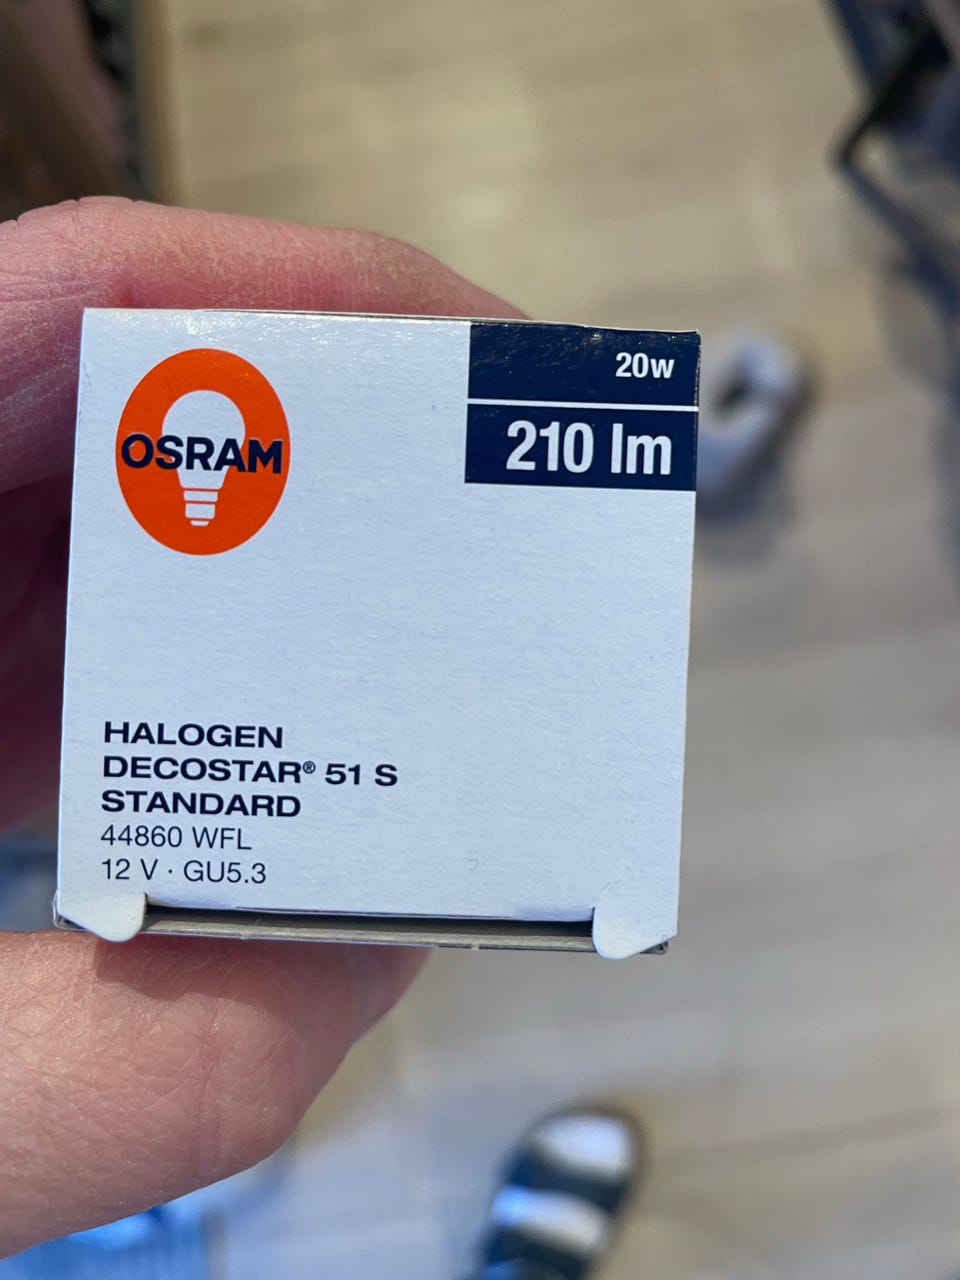 OSRAM
20w
210 lm
HALOGEN
DECOSTAR® 51 S
STANDARD
44860 WFL
12 V · GU5.3